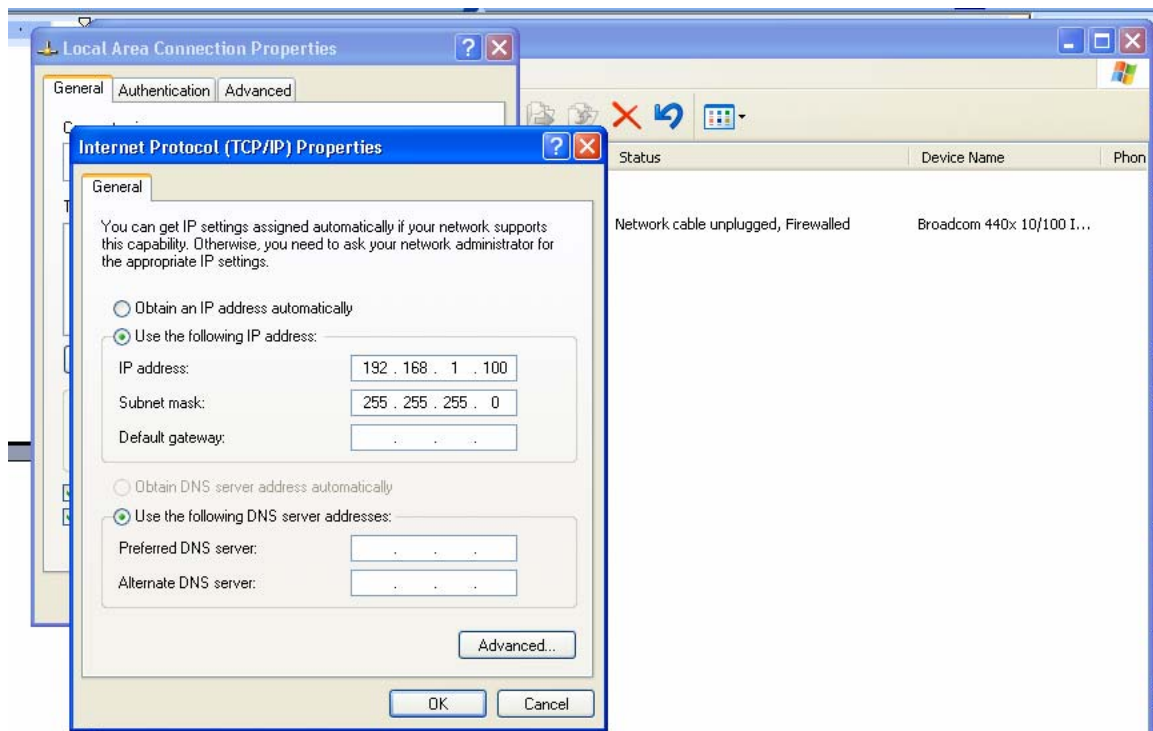 Local Area Connection Properties
General Authentication Advanced
Internet Protocol (TCP/IP) Properties
General
You can get IP settings assigned automatically if your network supports
this capability. Otherwise, you need to ask your network administrator for
the appropriate IP settings.
Obtain an IP address automatically
Use the following IP address:
IP address: 192 . 168 . 1 . 100
Subnet mask: 255 . 255 . 255 . 0
Default gateway: . . .
Obtain DNS server address automatically
Use the following DNS server addresses:
Preferred DNS server: . . .
Alternate DNS server: . . .
Advanced...
OK Cancel
Status Device Name Phon
Network cable unplugged, Firewalled Broadcom 440x 10/100 I...